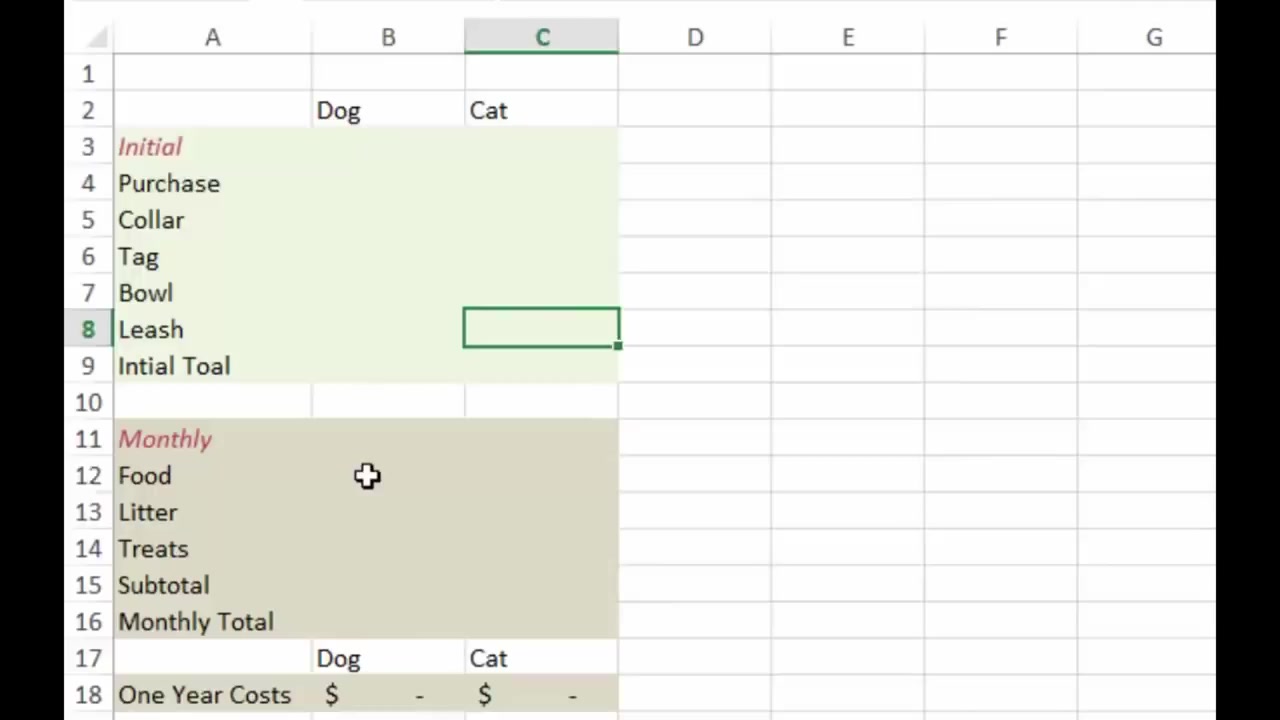 A B C D E F G
1
2 Dog Cat
3 Initial
4 Purchase
5 Collar
6 Tag
7 Bowl
8 Leash
9 Intial Toal
10
11 Monthly
12 Food
13 Litter
14 Treats
15 Subtotal
16 Monthly Total
17 Dog Cat
18 One Year Costs $ - $ -